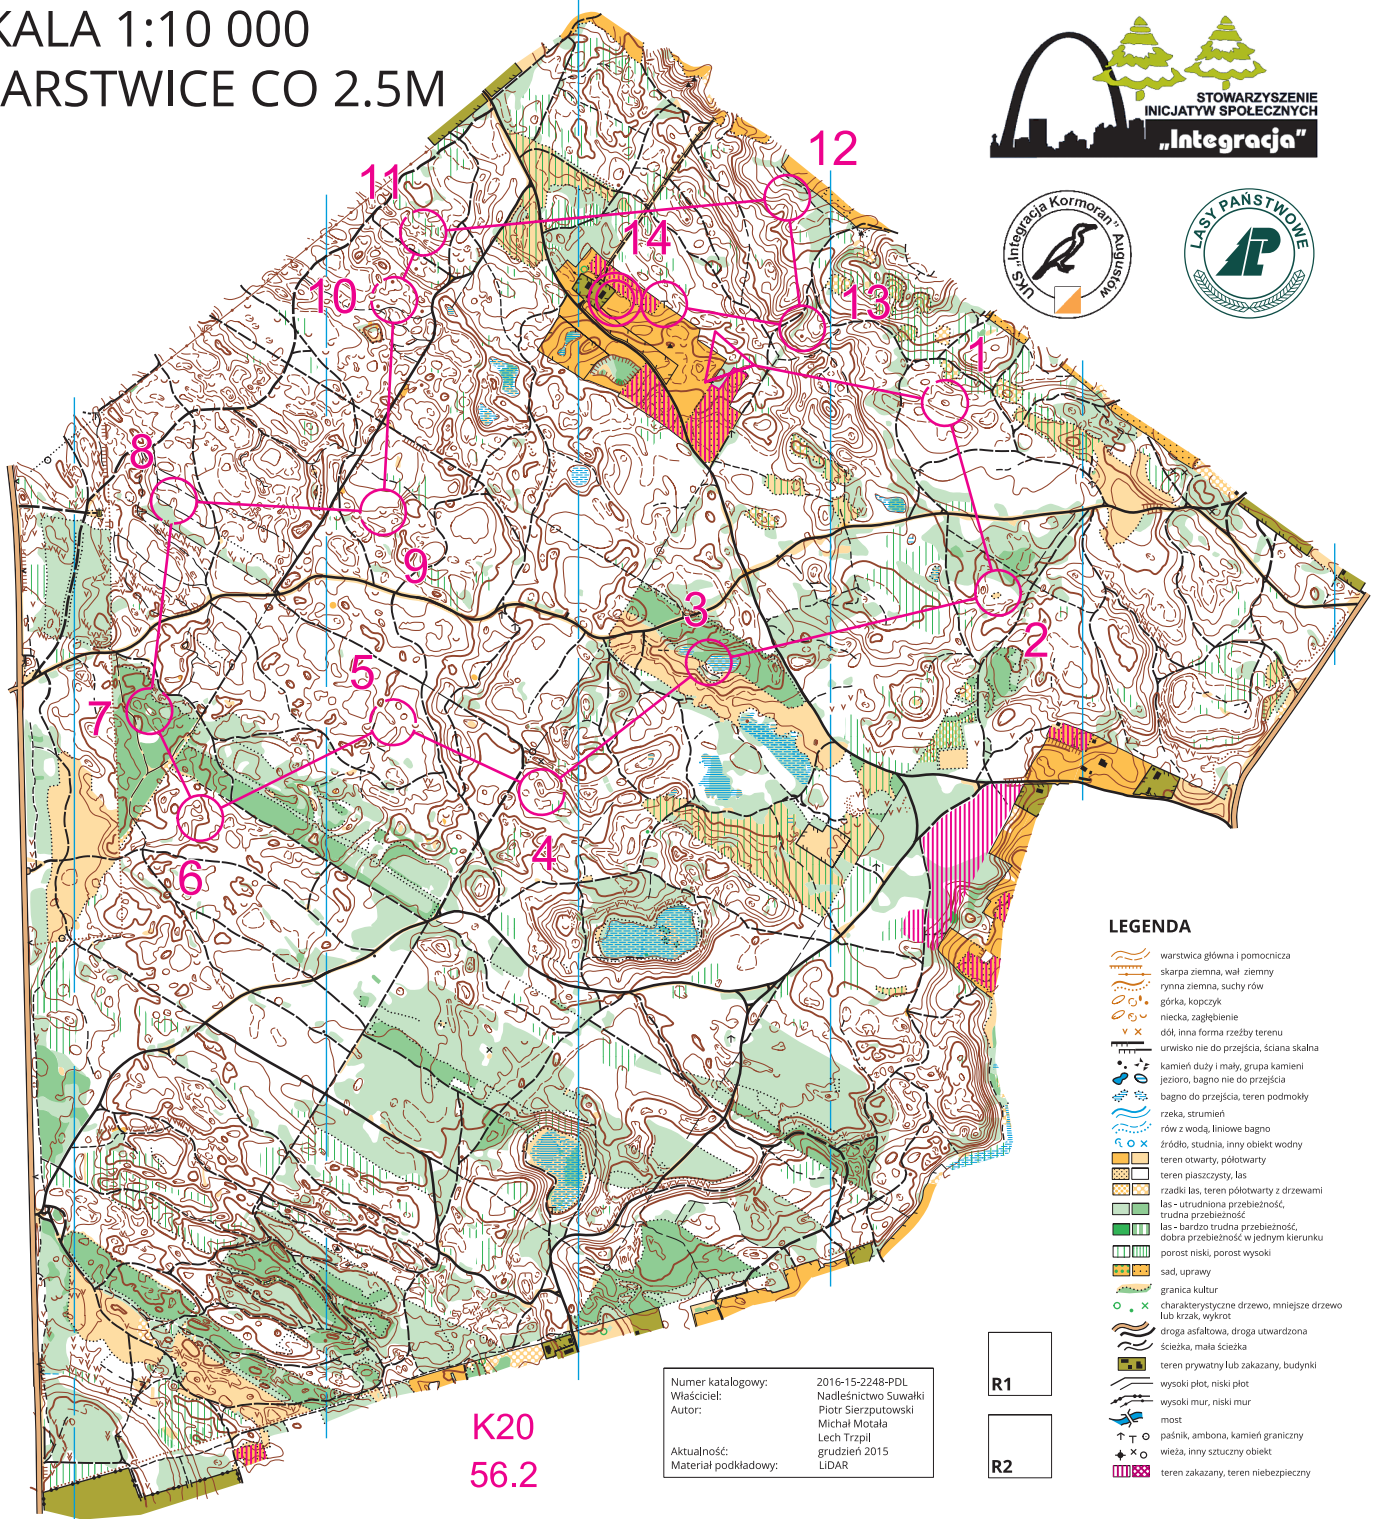 KALA 1:10 000
ARSTWICE CO 2.5M
STOWARZYSZENIE
INICJATYW SPOŁECZNYCH
„Integracja”
UKS „Integracja Kormoran” Augustów
LASY PAŃSTWOWE
LP
12
11
14
10
13
1
8
9
3
2
5
7
4
6
LEGENDA
warstwica główna i pomocnicza
skarpa ziemna, wał ziemny
rynna ziemna, suchy rów
górka, kopczyk
niecka, zagłębienie
dół, inna forma rzeźby terenu
urwisko nie do przejścia, ściana skalna
kamień duży i mały, grupa kamieni
jezioro, bagno nie do przejścia
bagno do przejścia, teren podmokły
rzeka, strumień
rów z wodą, liniowe bagno
źródło, studnia, inny obiekt wodny
teren otwarty, półotwarty
teren piaszczysty, las
rzadki las, teren półotwarty z drzewami
las - utrudniona przebieżność,
trudna przebieżność
las - bardzo trudna przebieżność,
dobra przebieżność w jednym kierunku
porost niski, porost wysoki
sad, uprawy
granica kultur
charakterystyczne drzewo, mniejsze drzewo
lub krzak, wykrot
droga asfaltowa, droga utwardzona
ścieżka, mała ścieżka
teren prywatny lub zakazany, budynki
wysoki płot, niski płot
wysoki mur, niski mur
most
paśnik, ambona, kamień graniczny
wieża, inny sztuczny obiekt
teren zakazany, teren niebezpieczny
R1
R2
Numer katalogowy: 2016-15-2248-PDL
Właściciel: Nadleśnictwo Suwałki
Autor: Piotr Sierzputowski
Michał Motała
Lech Trzpil
Aktualność: grudzień 2015
Materiał podkładowy: LiDAR
K20
56.2